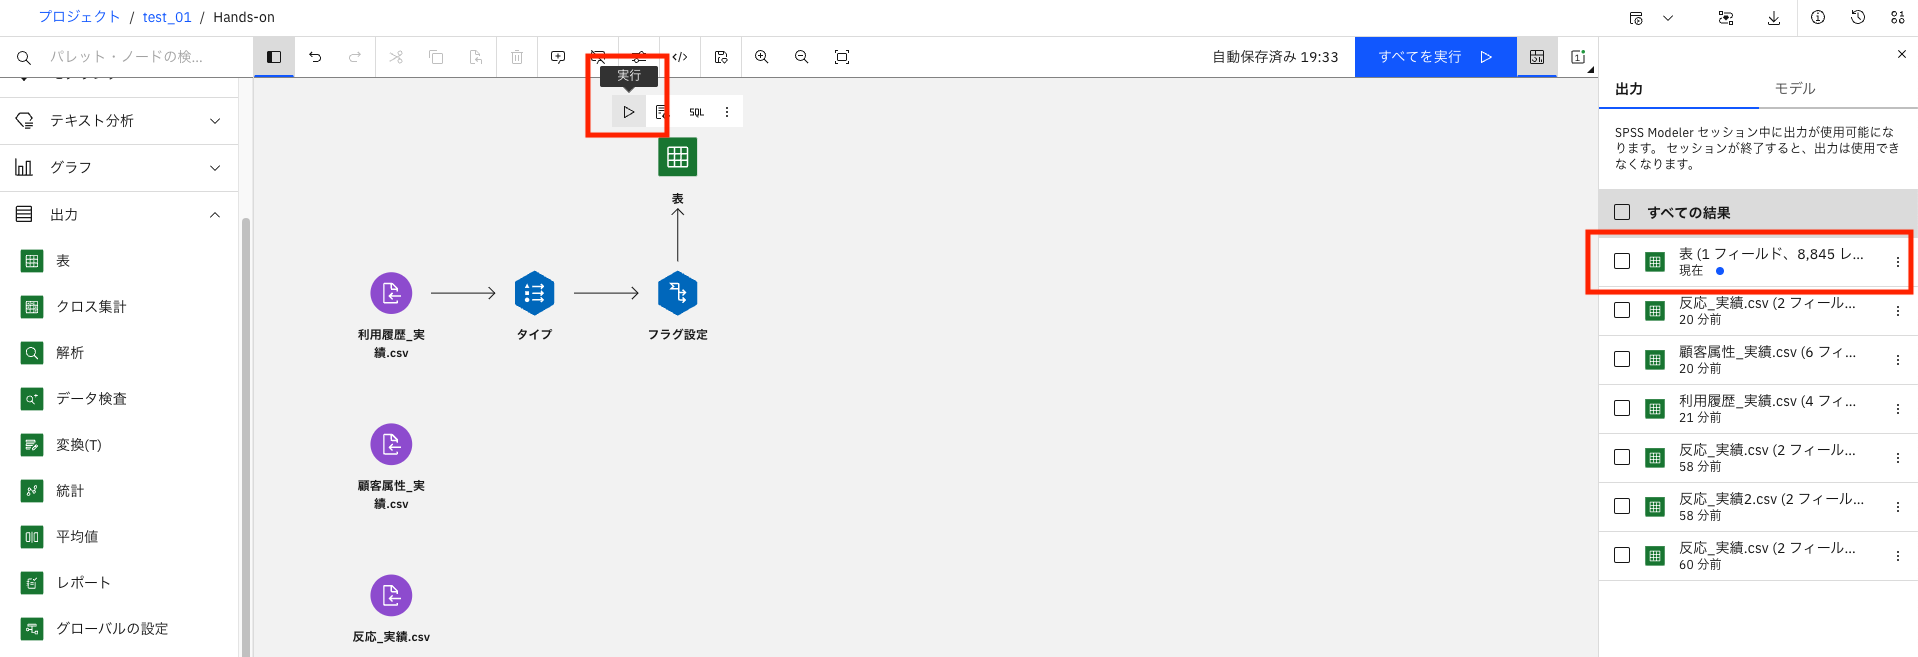 プロジェクト / test_01 / Hands-on
パレット・ノードの検...
自動保存済み 19:33
すべてを実行
テキスト分析
グラフ
出力
表
クロス集計
解析
データ検査
変換(T)
統計
平均値
レポート
グローバルの設定
実行
SQL
表
利用履歴_実
績.csv
タイプ
フラグ設定
顧客属性_実
績.csv
反応_実績.csv
出力
モデル
SPSS Modeler セッション中に出力が使用可能にな
ります。 セッションが終了すると、出力は使用でき
なくなります。
すべての結果
表 (1 フィールド、8,845 レ...
現在
反応_実績.csv (2 フィール...
20 分前
顧客属性_実績.csv (6 フィ...
20 分前
利用履歴_実績.csv (4 フィ...
21 分前
反応_実績.csv (2 フィール...
58 分前
反応_実績2.csv (2 フィール...
58 分前
反応_実績.csv (2 フィール...
60 分前